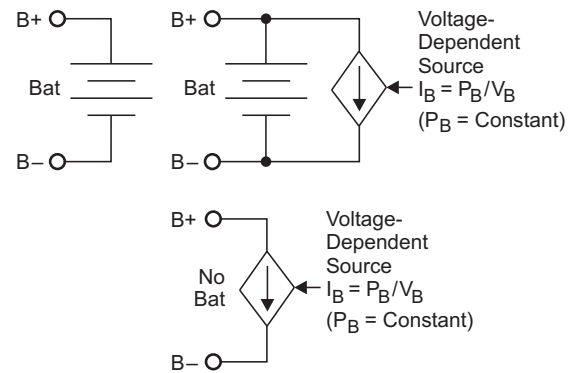 B+
Bat
B–
B+
Bat
B–
Voltage-
Dependent
Source
I_B = P_B/V_B
(P_B = Constant)
B+
No
Bat
B–
Voltage-
Dependent
Source
I_B = P_B/V_B
(P_B = Constant)